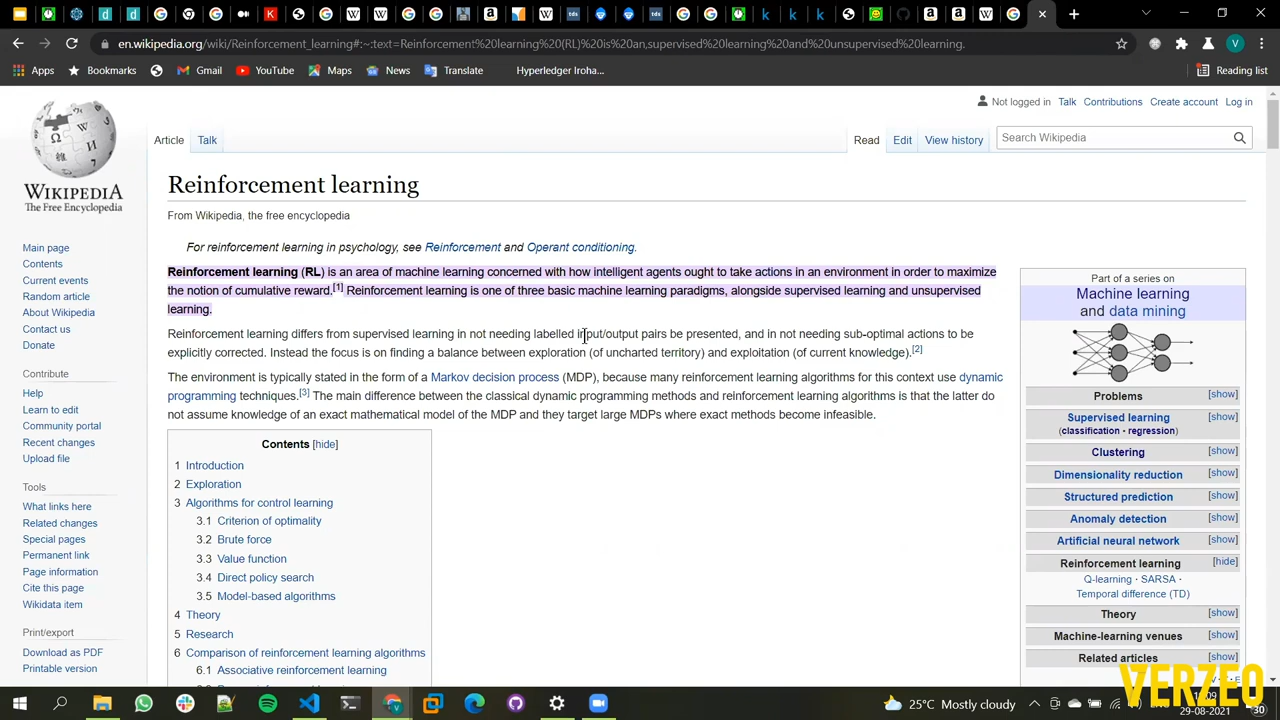 en.wikipedia.org/wiki/Reinforcement_learning#:~:text=Reinforcement%20learning%20(RL)%20is%20an,supervised%20learning%20and%20unsupervised%20learning.
Apps Bookmarks Gmail YouTube Maps News Translate Hyperledger Iroha... Reading list
Not logged in Talk Contributions Create account Log in
Article Talk Read Edit View history Search Wikipedia
WIKIPEDIA
The Free Encyclopedia
Main page
Contents
Current events
Random article
About Wikipedia
Contact us
Donate
Contribute
Help
Learn to edit
Community portal
Recent changes
Upload file
Tools
What links here
Related changes
Special pages
Permanent link
Page information
Cite this page
Wikidata item
Print/export
Download as PDF
Printable version
Reinforcement learning
From Wikipedia, the free encyclopedia
For reinforcement learning in psychology, see Reinforcement and Operant conditioning.
Reinforcement learning (RL) is an area of machine learning concerned with how intelligent agents ought to take actions in an environment in order to maximize
the notion of cumulative reward.[1] Reinforcement learning is one of three basic machine learning paradigms, alongside supervised learning and unsupervised
learning.
Reinforcement learning differs from supervised learning in not needing labelled input/output pairs be presented, and in not needing sub-optimal actions to be
explicitly corrected. Instead the focus is on finding a balance between exploration (of uncharted territory) and exploitation (of current knowledge).[2]
The environment is typically stated in the form of a Markov decision process (MDP), because many reinforcement learning algorithms for this context use dynamic
programming techniques.[3] The main difference between the classical dynamic programming methods and reinforcement learning algorithms is that the latter do
not assume knowledge of an exact mathematical model of the MDP and they target large MDPs where exact methods become infeasible.
Contents [hide]
1 Introduction
2 Exploration
3 Algorithms for control learning
3.1 Criterion of optimality
3.2 Brute force
3.3 Value function
3.4 Direct policy search
3.5 Model-based algorithms
4 Theory
5 Research
6 Comparison of reinforcement learning algorithms
6.1 Associative reinforcement learning
Part of a series on
Machine learning
and data mining
Problems [show]
Supervised learning [show]
(classification • regression)
Clustering [show]
Dimensionality reduction [show]
Structured prediction [show]
Anomaly detection [show]
Artificial neural network [show]
Reinforcement learning [hide]
Q-learning · SARSA ·
Temporal difference (TD)
Theory [show]
Machine-learning venues [show]
Related articles [show]
VERZEO
25°C Mostly cloudy
29-08-2021
30